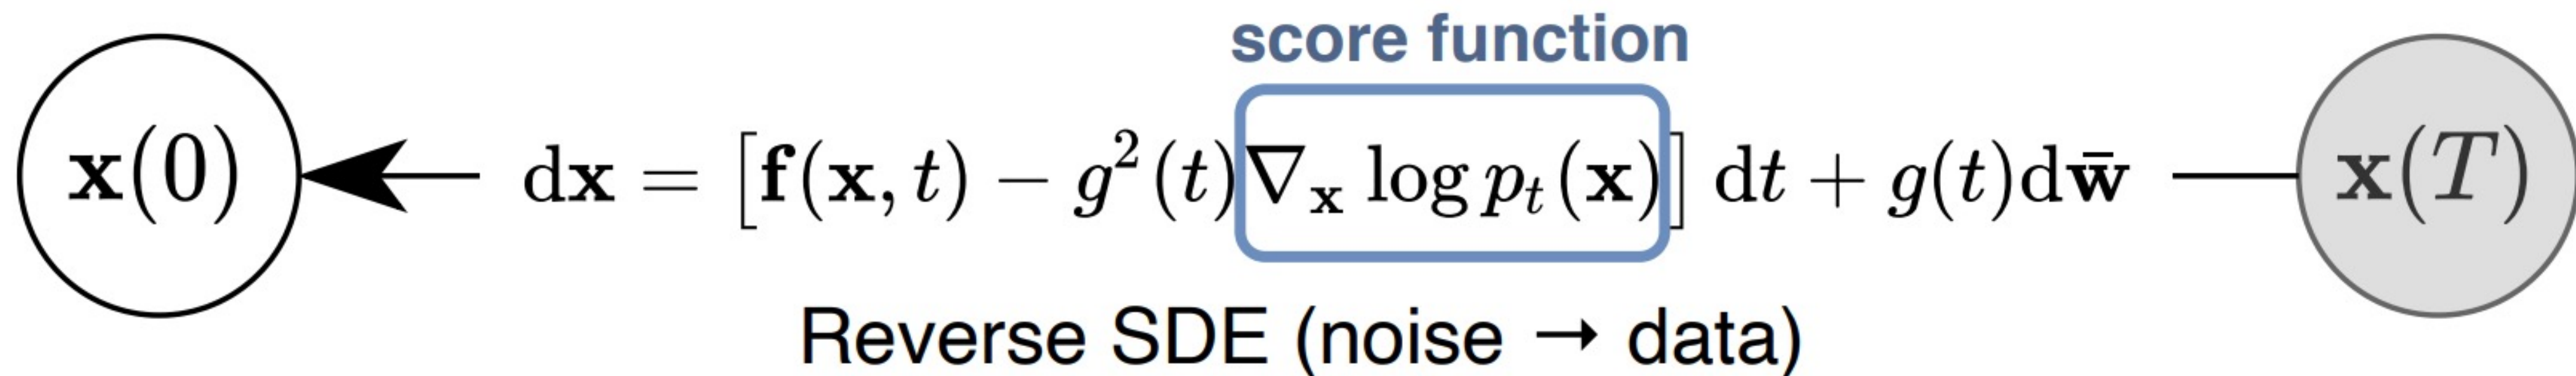 score function
x(0) dx = [f(x, t) − g²(t)∇ₓ log pₜ(x)] dt + g(t)dw̄ x(T)
Reverse SDE (noise → data)